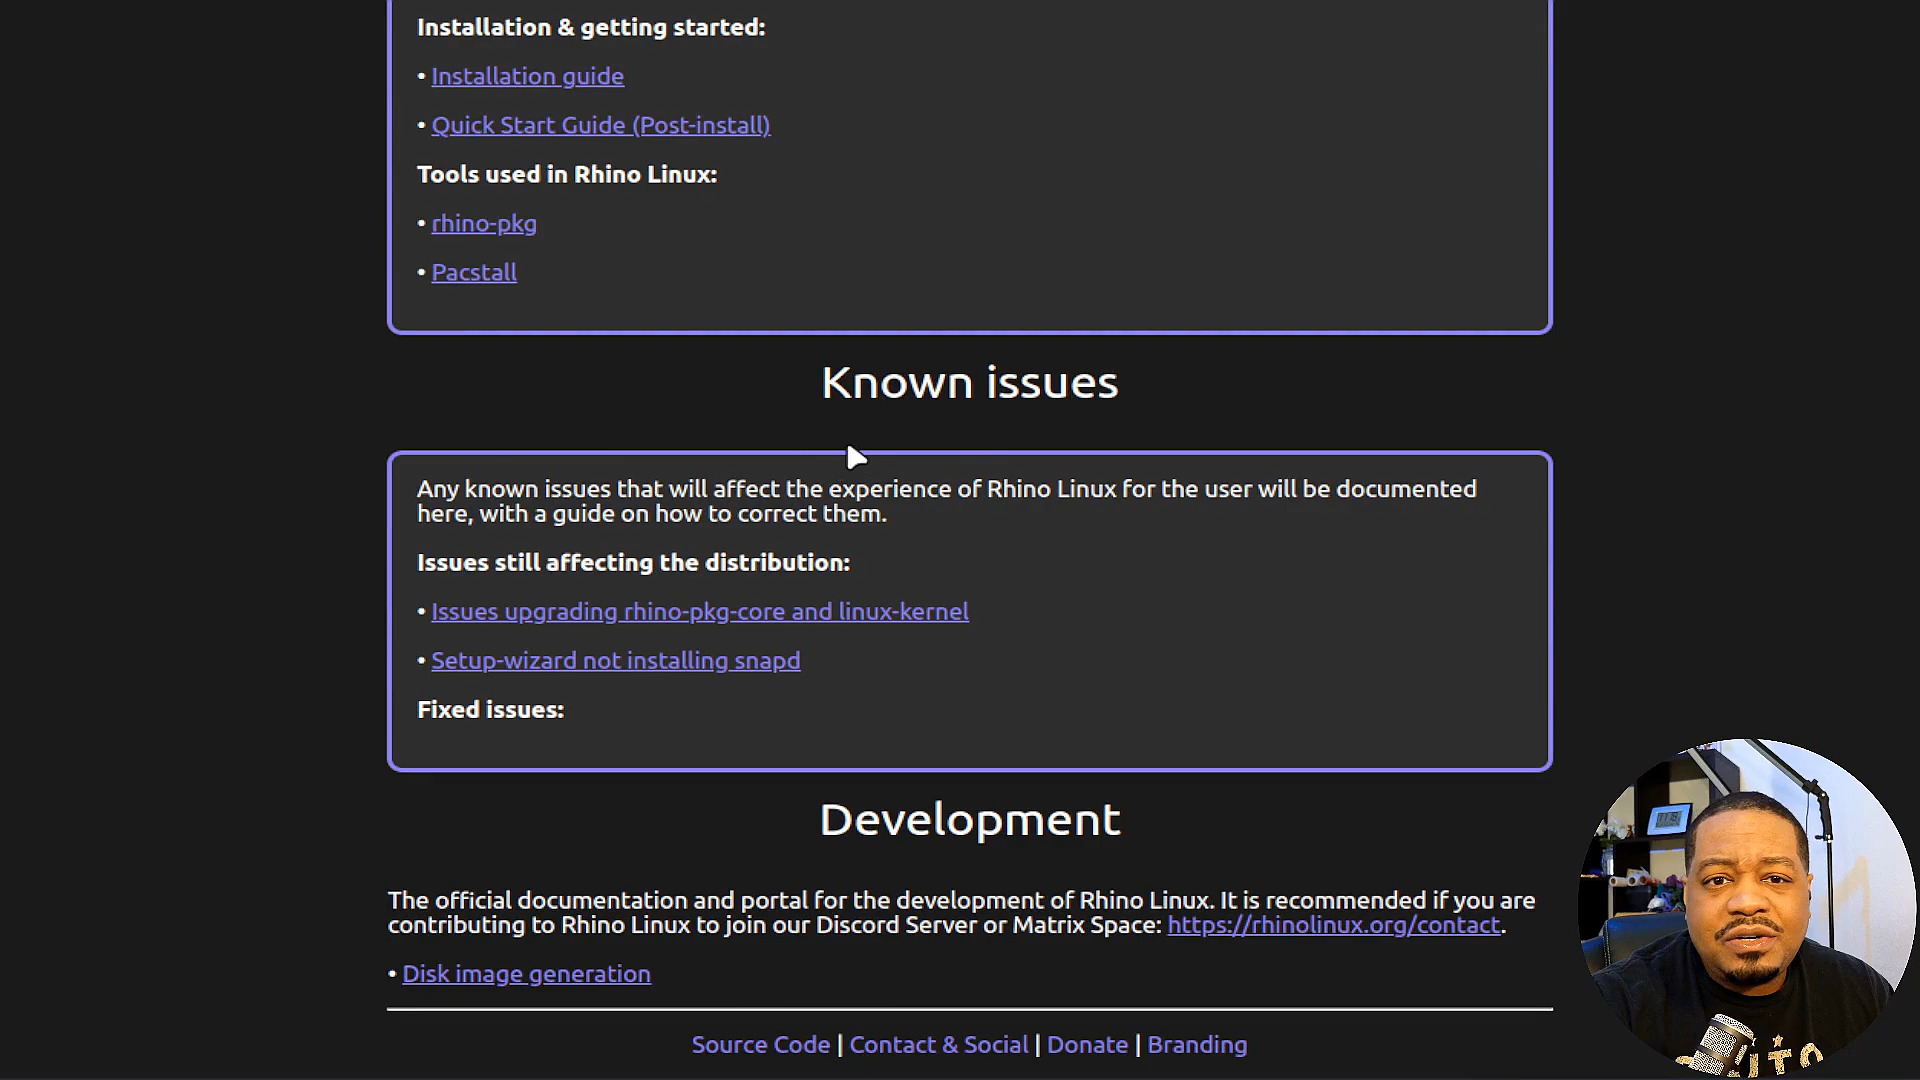 Installation & getting started:
• Installation guide
• Quick Start Guide (Post-install)
Tools used in Rhino Linux:
• rhino-pkg
• Pacstall
Known issues
Any known issues that will affect the experience of Rhino Linux for the user will be documented
here, with a guide on how to correct them.
Issues still affecting the distribution:
• Issues upgrading rhino-pkg-core and linux-kernel
• Setup-wizard not installing snapd
Fixed issues:
Development
The official documentation and portal for the development of Rhino Linux. It is recommended if you are
contributing to Rhino Linux to join our Discord Server or Matrix Space: https://rhinolinux.org/contact.
• Disk image generation
Source Code | Contact & Social | Donate | Branding